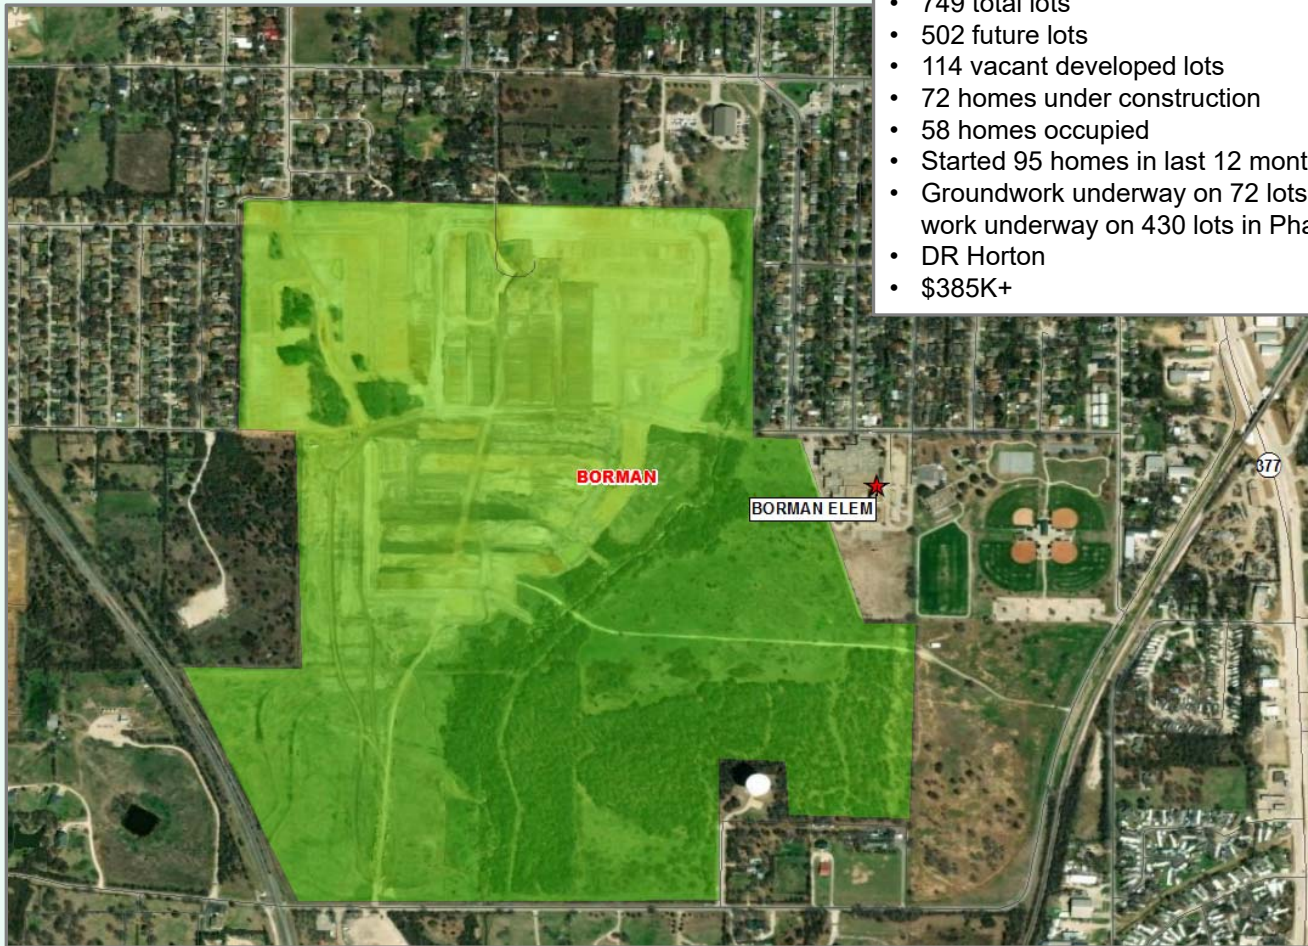 • 749 total lots
• 502 future lots
• 114 vacant developed lots
• 72 homes under construction
• 58 homes occupied
• Started 95 homes in last 12
• Groundwork underway on 72 lots
work underway on 430 lots in
• DR Horton
• $385K+
377
BORMAN
BORMAN ELEM